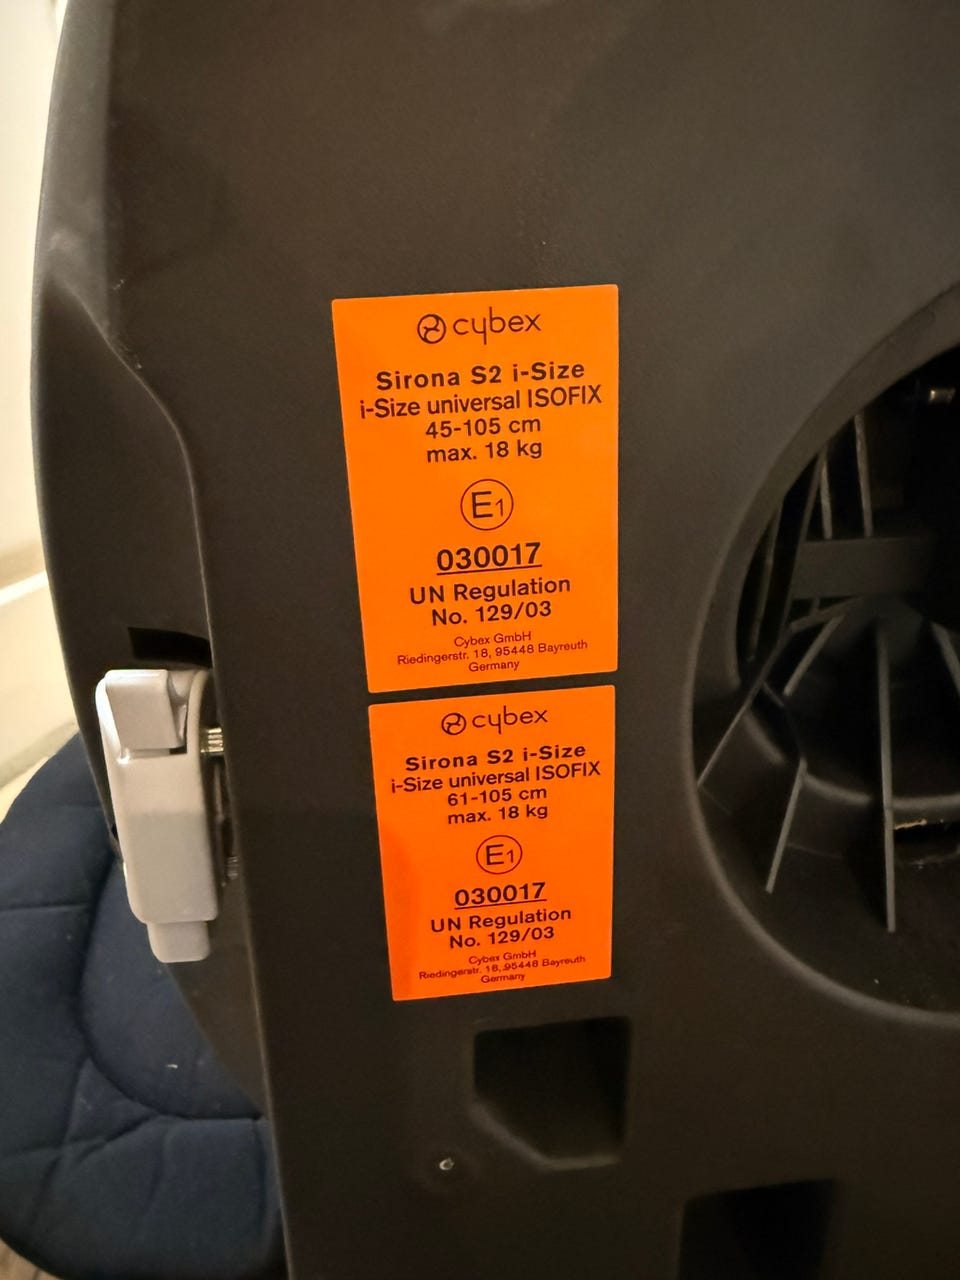 cybex
Sirona S2 i-Size
i-Size universal ISOFIX
45-105 cm
max. 18 kg
E1
030017
UN Regulation
No. 129/03
Cybex GmbH
Riedingerstr. 18, 95448 Bayreuth
Germany
cybex
Sirona S2 i-Size
i-Size universal ISOFIX
61-105 cm
max. 18 kg
E1
030017
UN Regulation
No. 129/03
Cybex GmbH
Riedingerstr. 18, 95448 Bayreuth
Germany